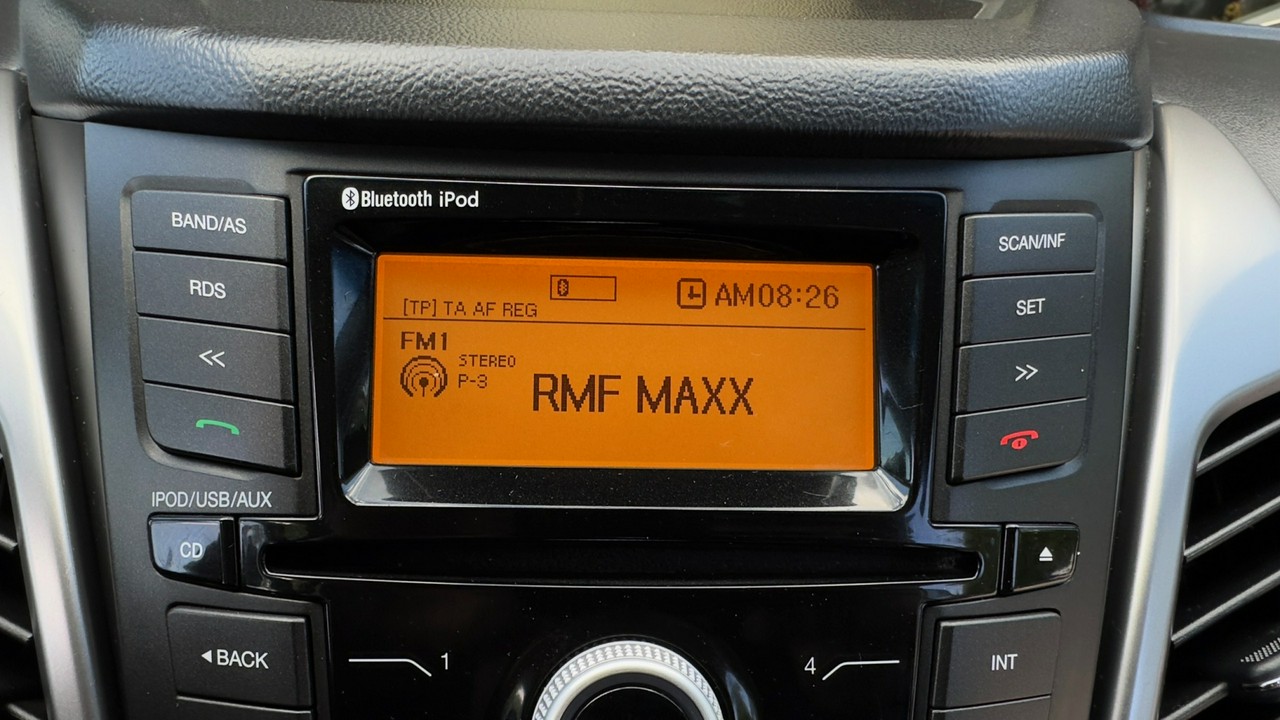 Bluetooth iPod
BAND/AS
RDS
SCAN/INF
SET
[TP] TA AF REG
AM08:26
FM1
STEREO
P-3
RMF MAXX
IPOD/USB/AUX
CD
BACK
1
4
INT